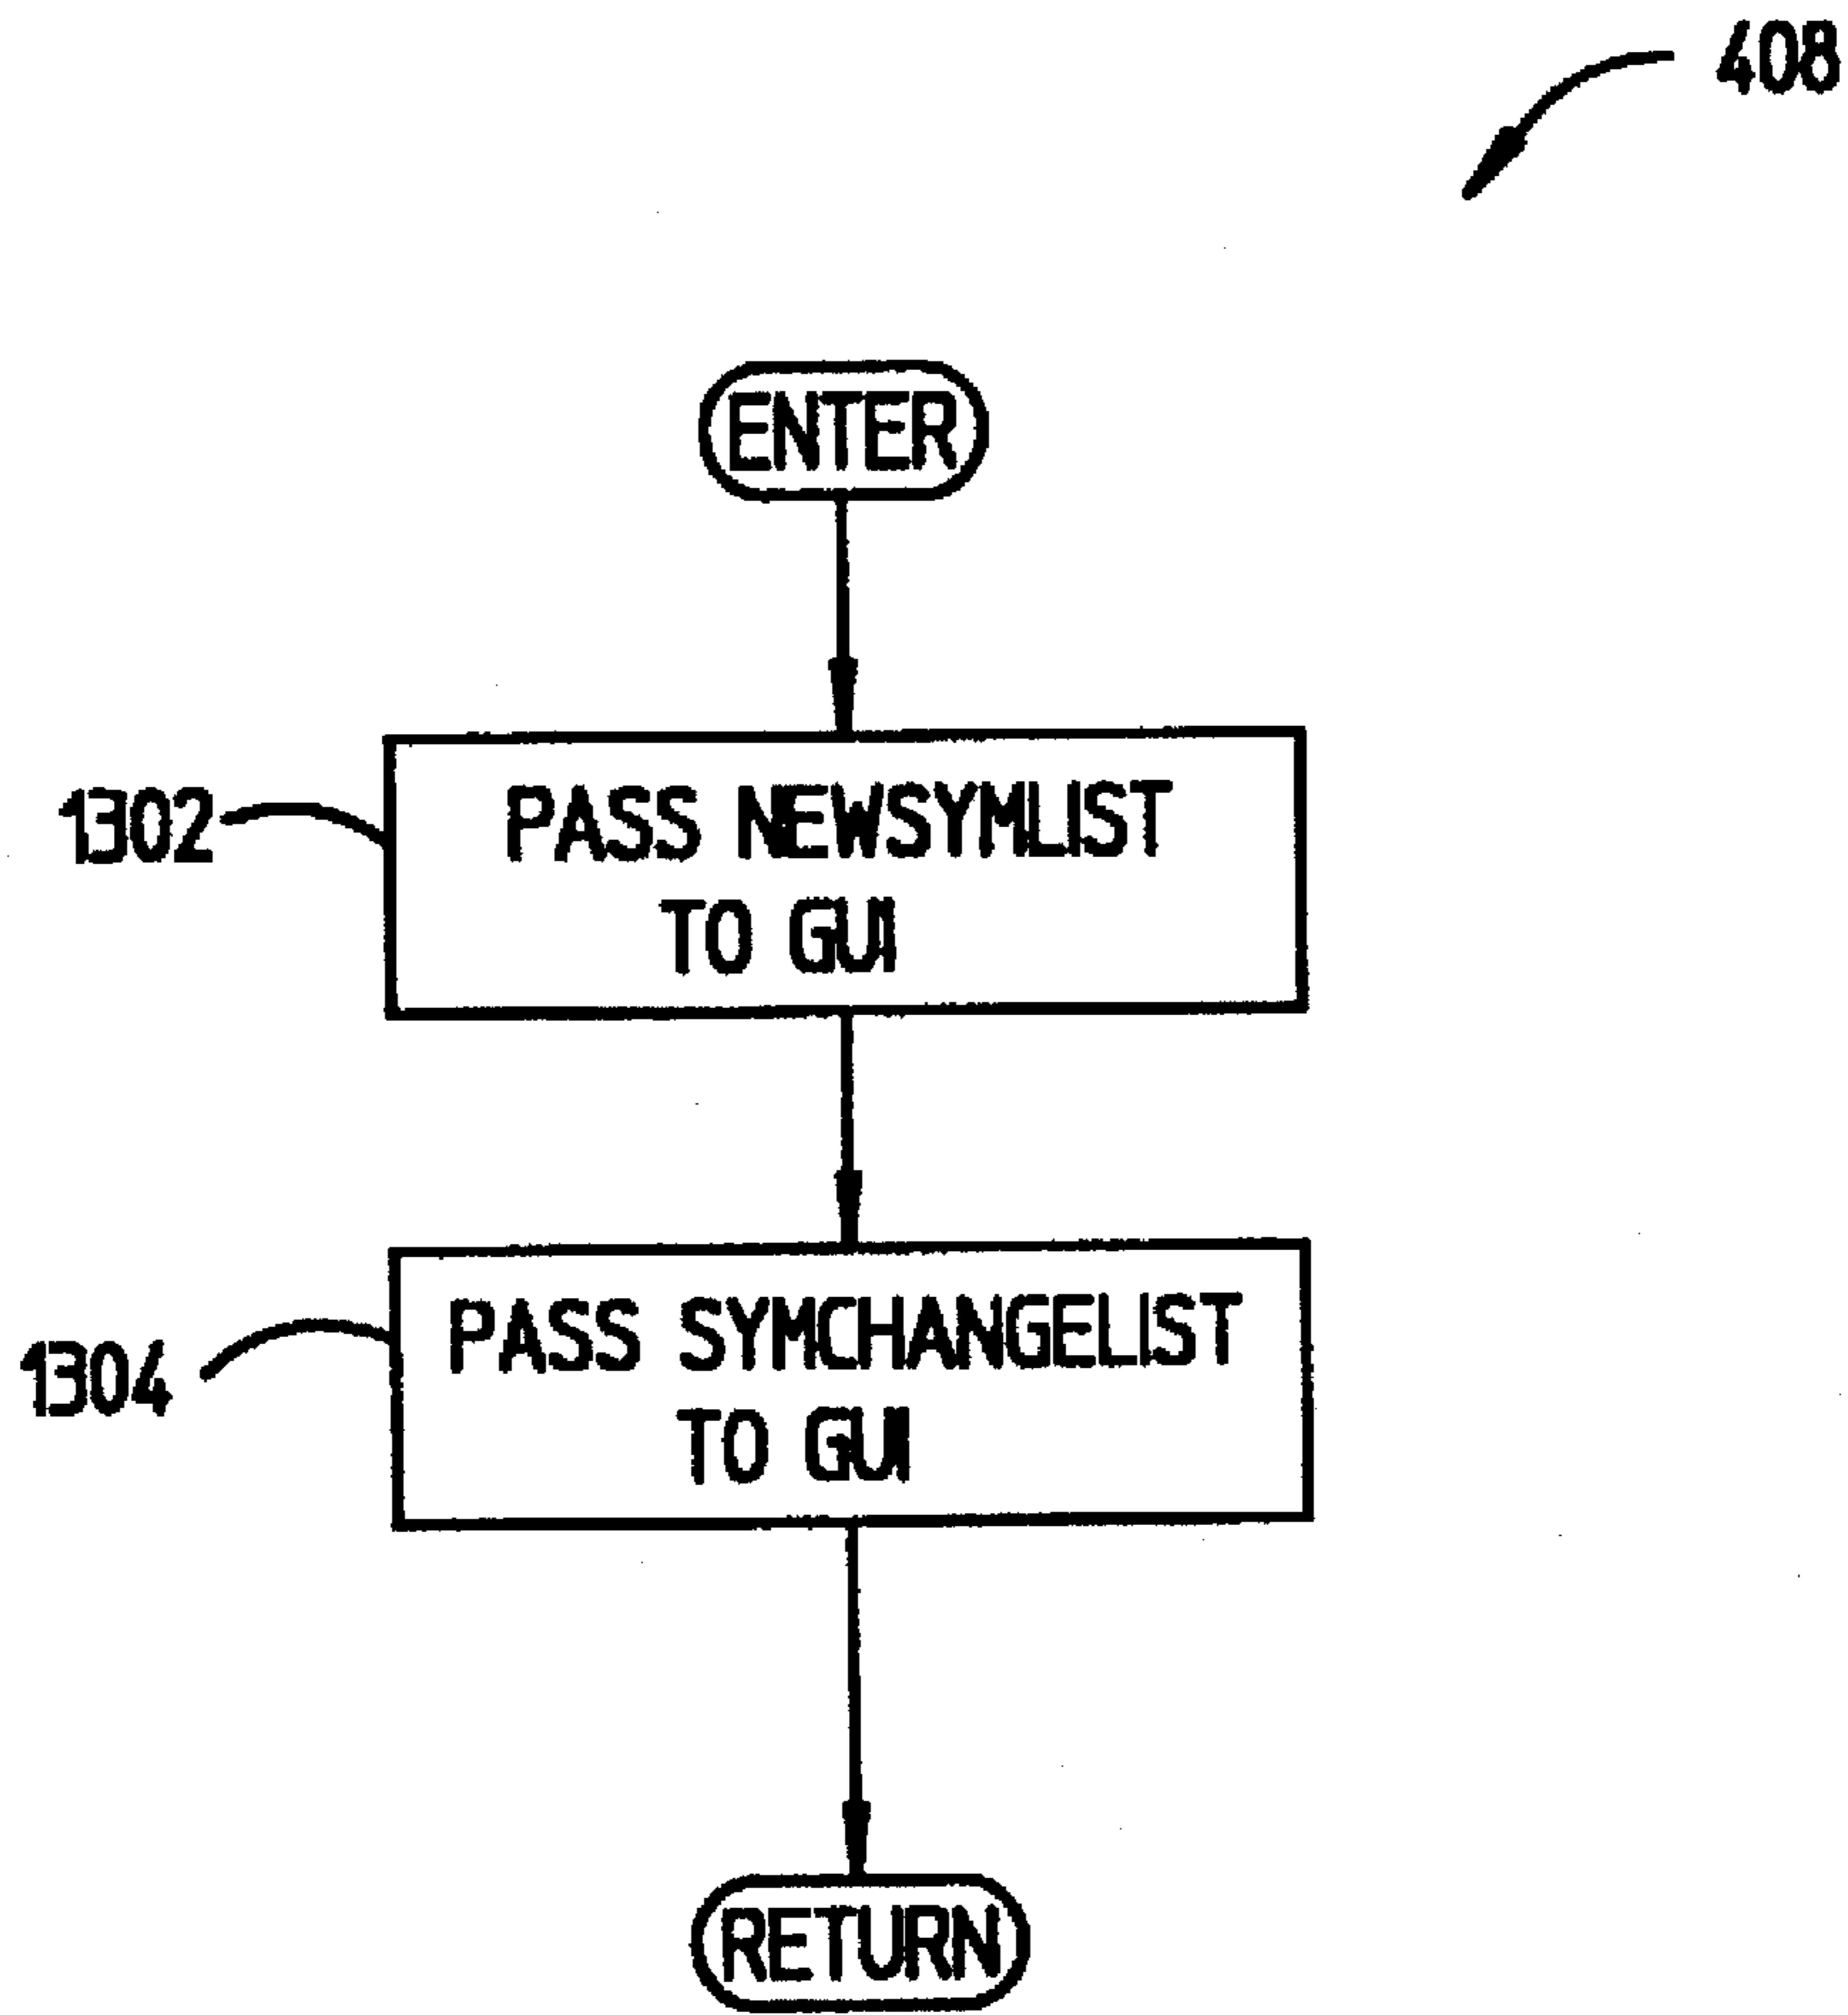 408
ENTER
1302
PASS NEWSYMLIST
TO GUI
1304
PASS SYMCHANGELIST
TO GUI
RETURN